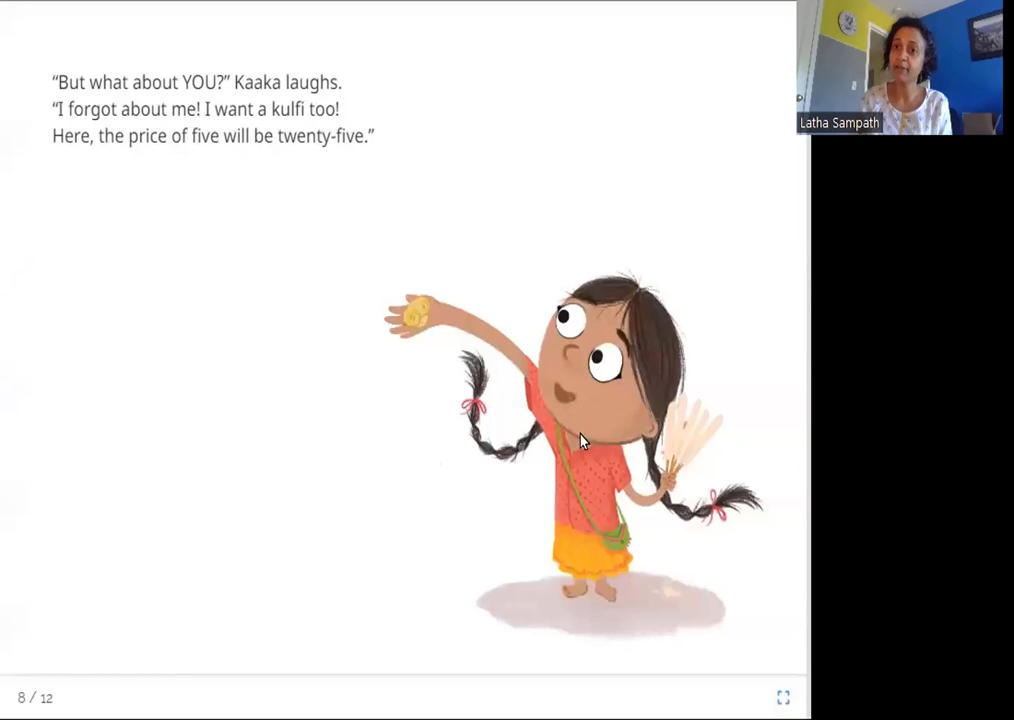 “But what about YOU?” Kaaka laughs.
“I forgot about me! I want a kulfi too!
Here, the price of five will be twenty-five.”
Latha Sampath
8 / 12